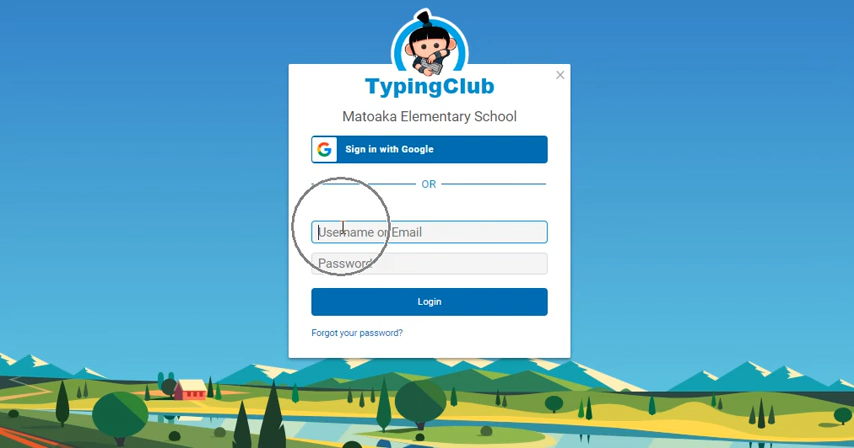 TypingClub
Matoaka Elementary School
Sign in with Google
OR
Username or Email
Password
Login
Forgot your password?